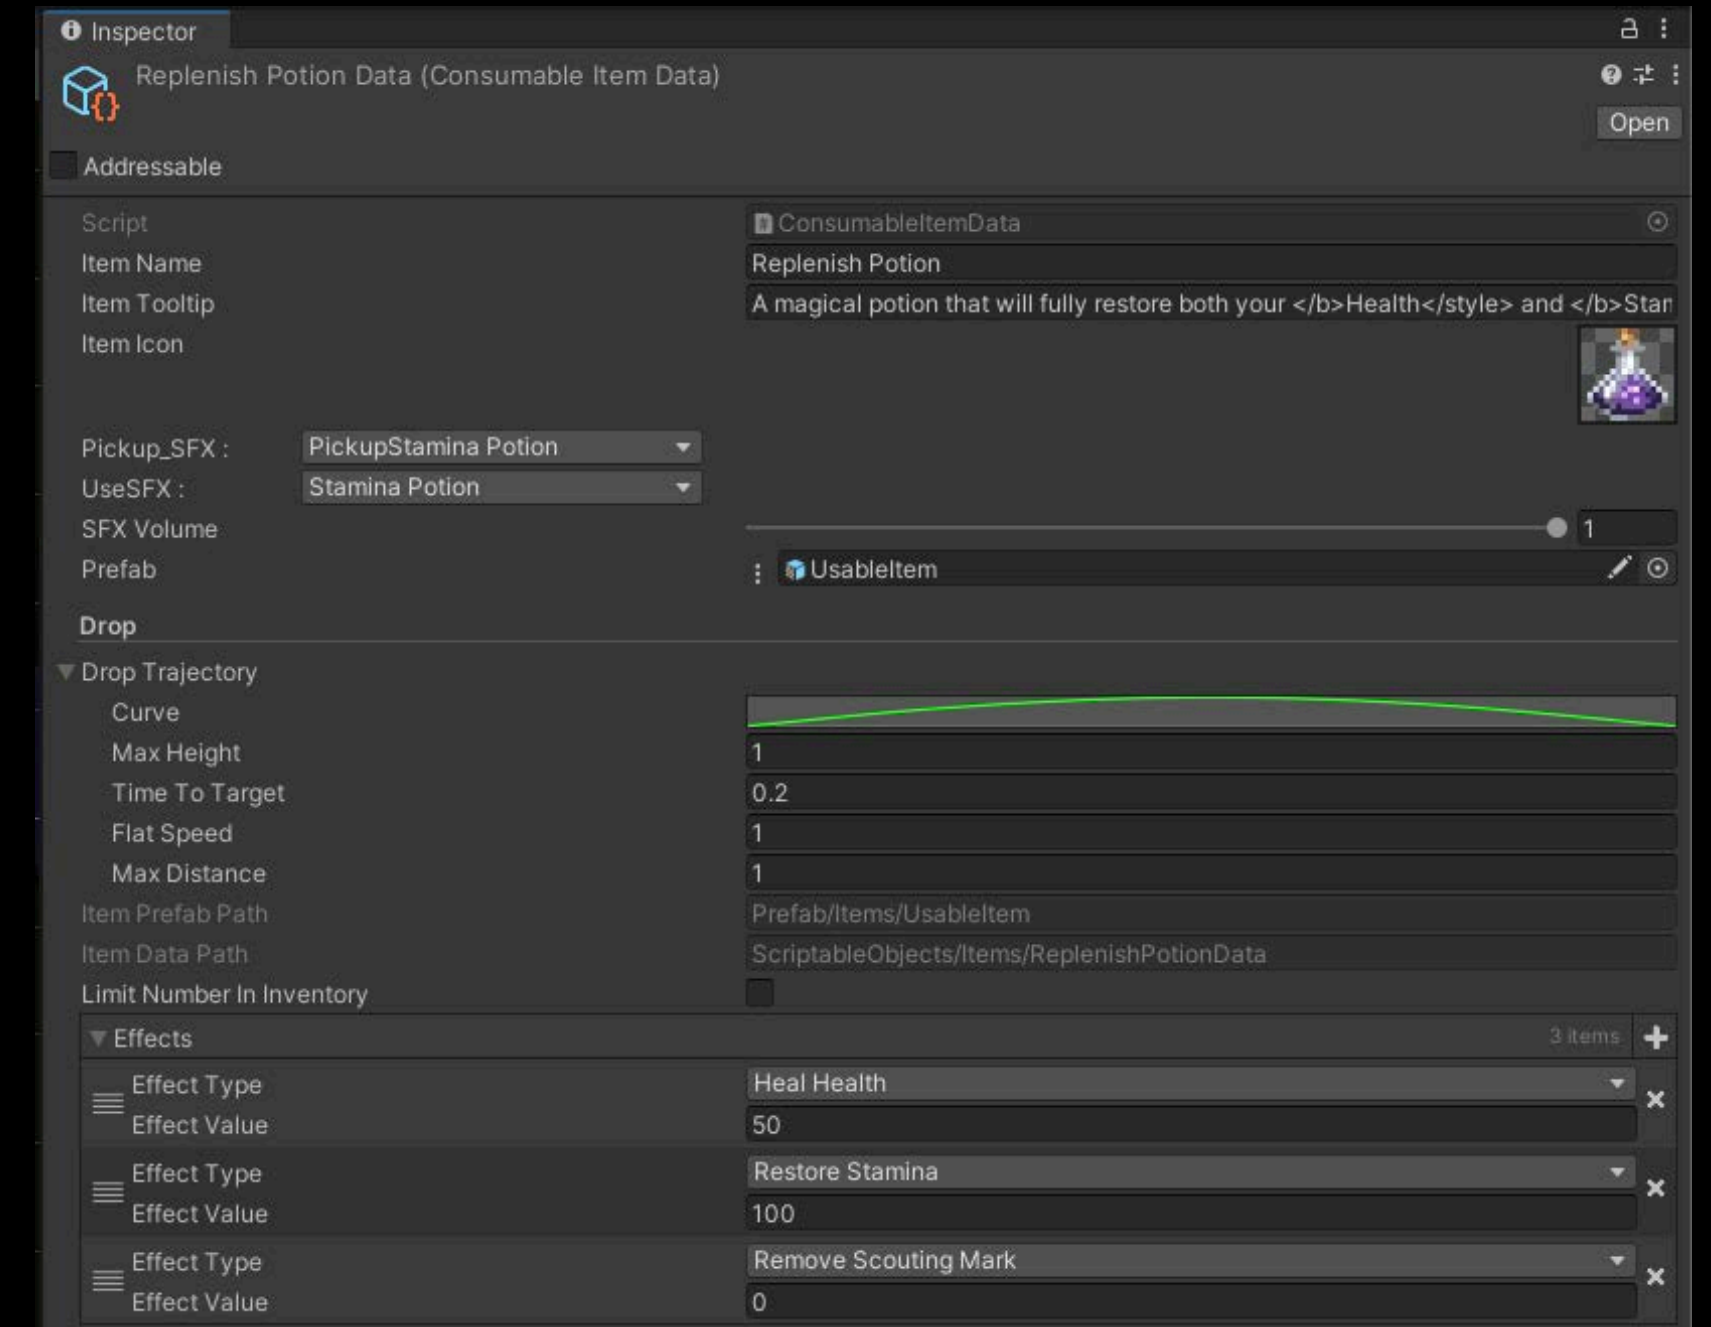 Inspector
Replenish Potion Data (Consumable Item Data)
Open
Addressable
Script ConsumableItemData
Item Name Replenish Potion
Item Tooltip A magical potion that will fully restore both your </b>Health</style> and </b>Star
Item Icon
Pickup_SFX : PickupStamina Potion
UseSFX : Stamina Potion
SFX Volume 1
Prefab UsableItem
Drop
Drop Trajectory
Curve
Max Height 1
Time To Target 0.2
Flat Speed 1
Max Distance 1
Item Prefab Path Prefab/Items/UsableItem
Item Data Path ScriptableObjects/Items/ReplenishPotionData
Limit Number In Inventory
Effects 3 items
Effect Type Heal Health
Effect Value 50
Effect Type Restore Stamina
Effect Value 100
Effect Type Remove Scouting Mark
Effect Value 0